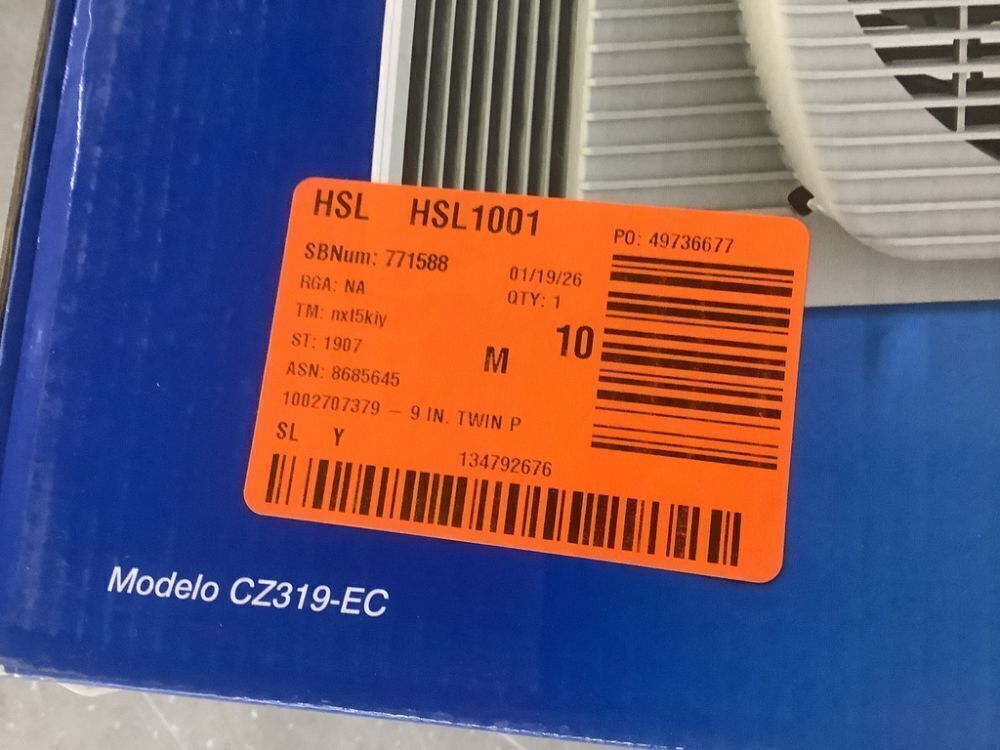 HSL HSL1001
PO: 49736677
SBNum: 771588
01/19/26
RGA: NA
QTY: 1
TM: nxt5kiy
ST: 1907
M 10
ASN: 8685645
1002707379 – 9 IN. TWIN P
SL Y
134792676
Modelo CZ319-EC